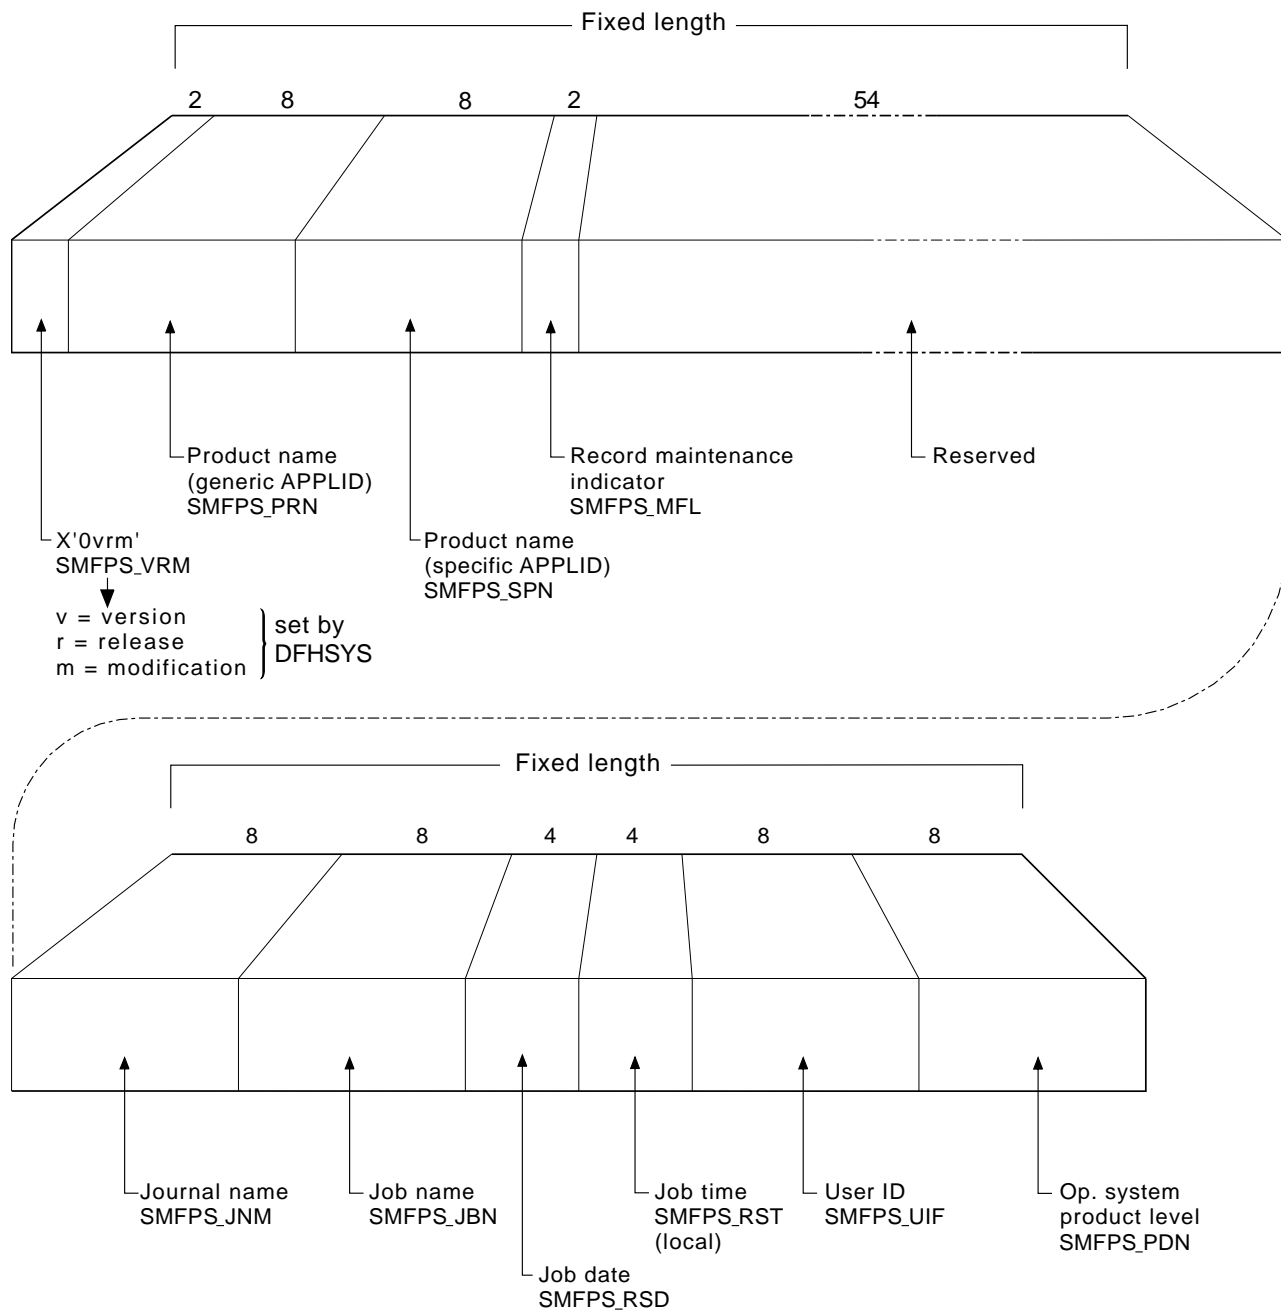 Fixed length
2 8 8 2 54
Product name
(generic APPLID)
SMFPS_PRN
Record maintenance
indicator
SMFPS_MFL
Reserved
X'0vrm'
SMFPS_VRM
Product name
(specific APPLID)
SMFPS_SPN
v = version
r = release
m = modification
set by
DFHSYS
Fixed length
8 8 4 4 8 8
Journal name
SMFPS_JNM
Job name
SMFPS_JBN
Job time
SMFPS_RST
(local)
User ID
SMFPS_UIF
Op. system
product level
SMFPS_PDN
Job date
SMFPS_RSD